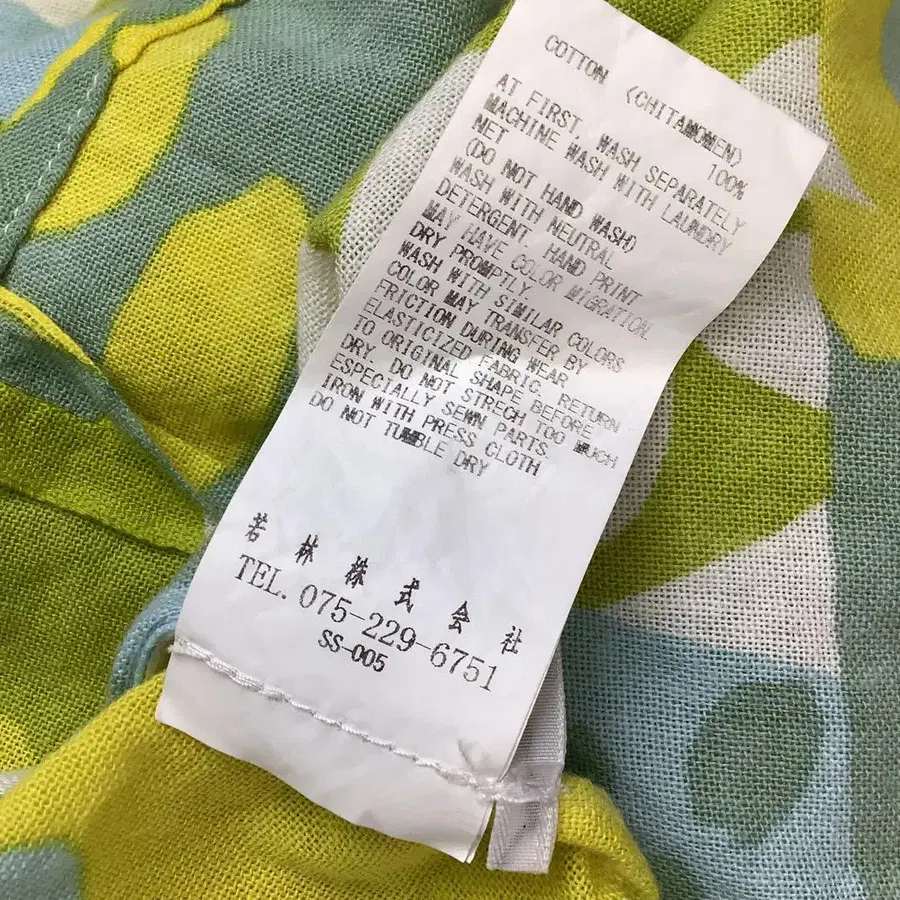 COTTON 〈CHITAMOMEN〉
100%
AT FIRST, WASH SEPARATELY
MACHINE WASH WITH LAUNDRY
NET
(DO NOT HAND WASH)
WASH WITH NEUTRAL
DETERGENT. HAND PRINT
MAY HAVE COLOR MIGRATION.
DRY PROMPTLY.
WASH WITH SIMILAR COLORS
COLOR MAY TRANSFER BY
FRICTION DURING WEAR
ELASTICIZED FABRIC. RETURN
TO ORIGINAL SHAPE BEFORE
DRY. DO NOT STRECH TOO MUCH
ESPECIALLY SEWN PARTS.
IRON WITH PRESS CLOTH
DO NOT TUMBLE DRY
若林株式会社
TEL. 075-229-6751
SS-005